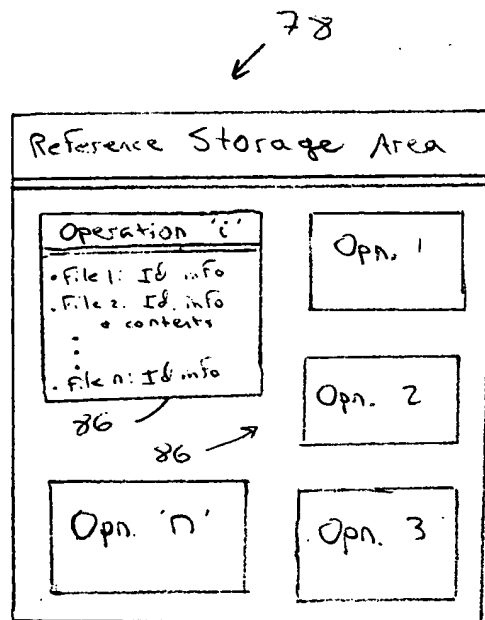 78
Reference Storage Area
Operation 'i'
• File 1: Id info
• File 2: Id. info
& contents
• File n: Id info
86
86
Opn. 1
Opn. 2
Opn. 'n'
Opn. 3